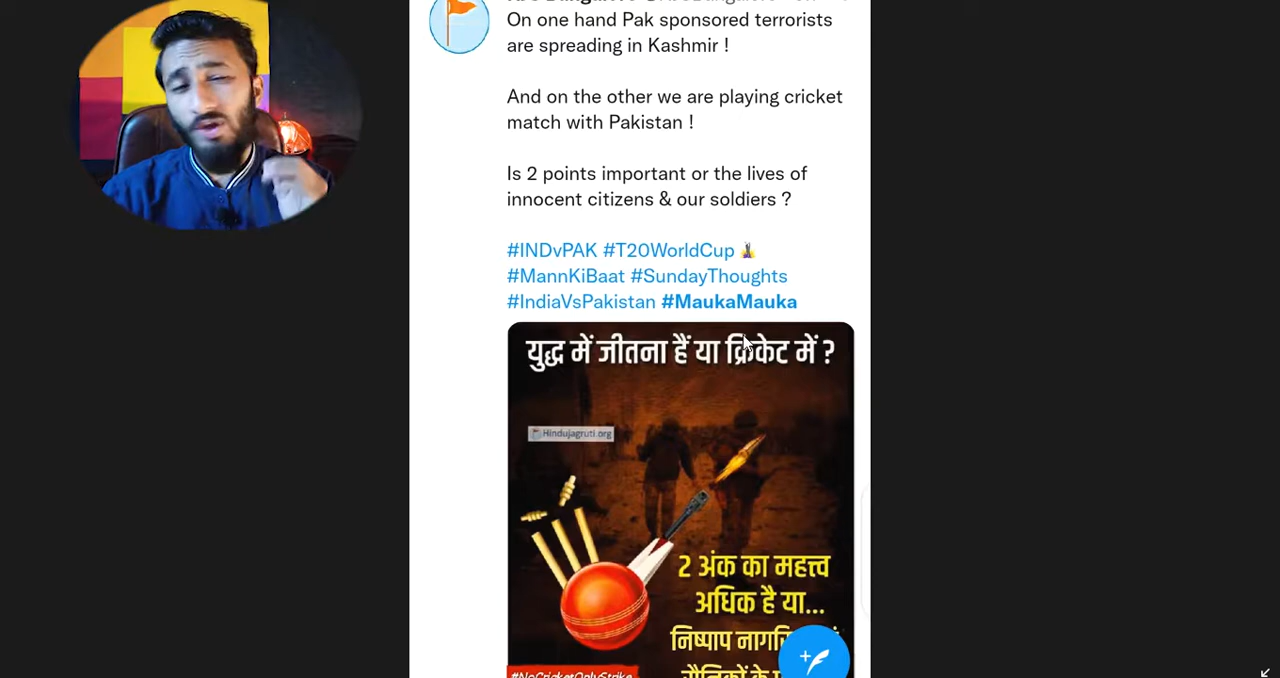 On one hand Pak sponsored terrorists
are spreading in Kashmir !
And on the other we are playing cricket
match with Pakistan !
Is 2 points important or the lives of
innocent citizens & our soldiers ?
#INDvPAK #T20WorldCup
#MannKiBaat #SundayThoughts
#IndiaVsPakistan #MaukaMauka
युद्ध में जीतना हैं या क्रिकेट में ?
Hindujagruti.org
2 अंक का महत्त्व
अधिक है या...
निष्पाप
#NoCricketOnlyStrike